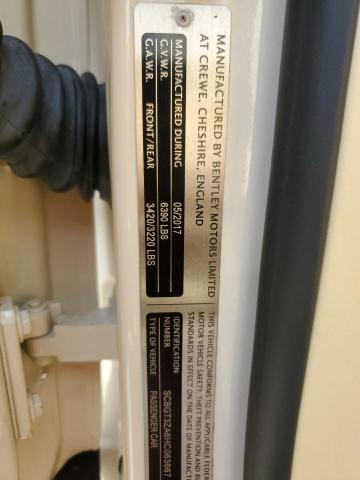 MANUFACTURED BY BENTLEY MOTORS LIMITED
AT CREWE, CHESHIRE, ENGLAND
MANUFACTURED DURING 05/2017
G.V.W.R. 6390 LBS
G.A.W.R. FRONT/REAR 3420/3220 LBS
THIS VEHICLE CONFORMS TO ALL APPLICABLE FEDER
MOTOR VEHICLE SAFETY, THEFT PREVENTION AND B
STANDARDS IN EFFECT ON THE DATE OF M
IDENTIFICATION
NUMBER SCBGT3ZA6HC063667
TYPE OF VEHICLE PASSENGER CAR